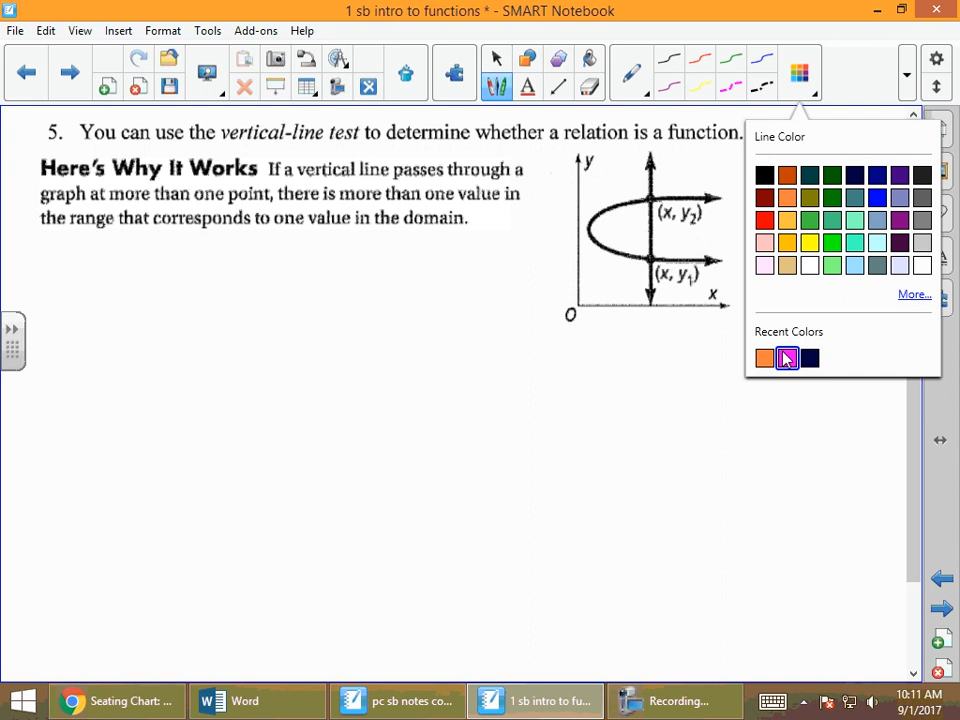 1 sb intro to functions * - SMART Notebook
File Edit View Insert Format Tools Add-ons Help
5. You can use the vertical-line test to determine whether a relation is a function.
Here's Why It Works If a vertical line passes through a
graph at more than one point, there is more than one value in
the range that corresponds to one value in the domain.
y
(x, y₂)
(x, y₁)
x
O
Line Color
More...
Recent Colors
Seating Chart: ... Word pc sb notes co... 1 sb intro to fu... Recording...
10:11 AM
9/1/2017